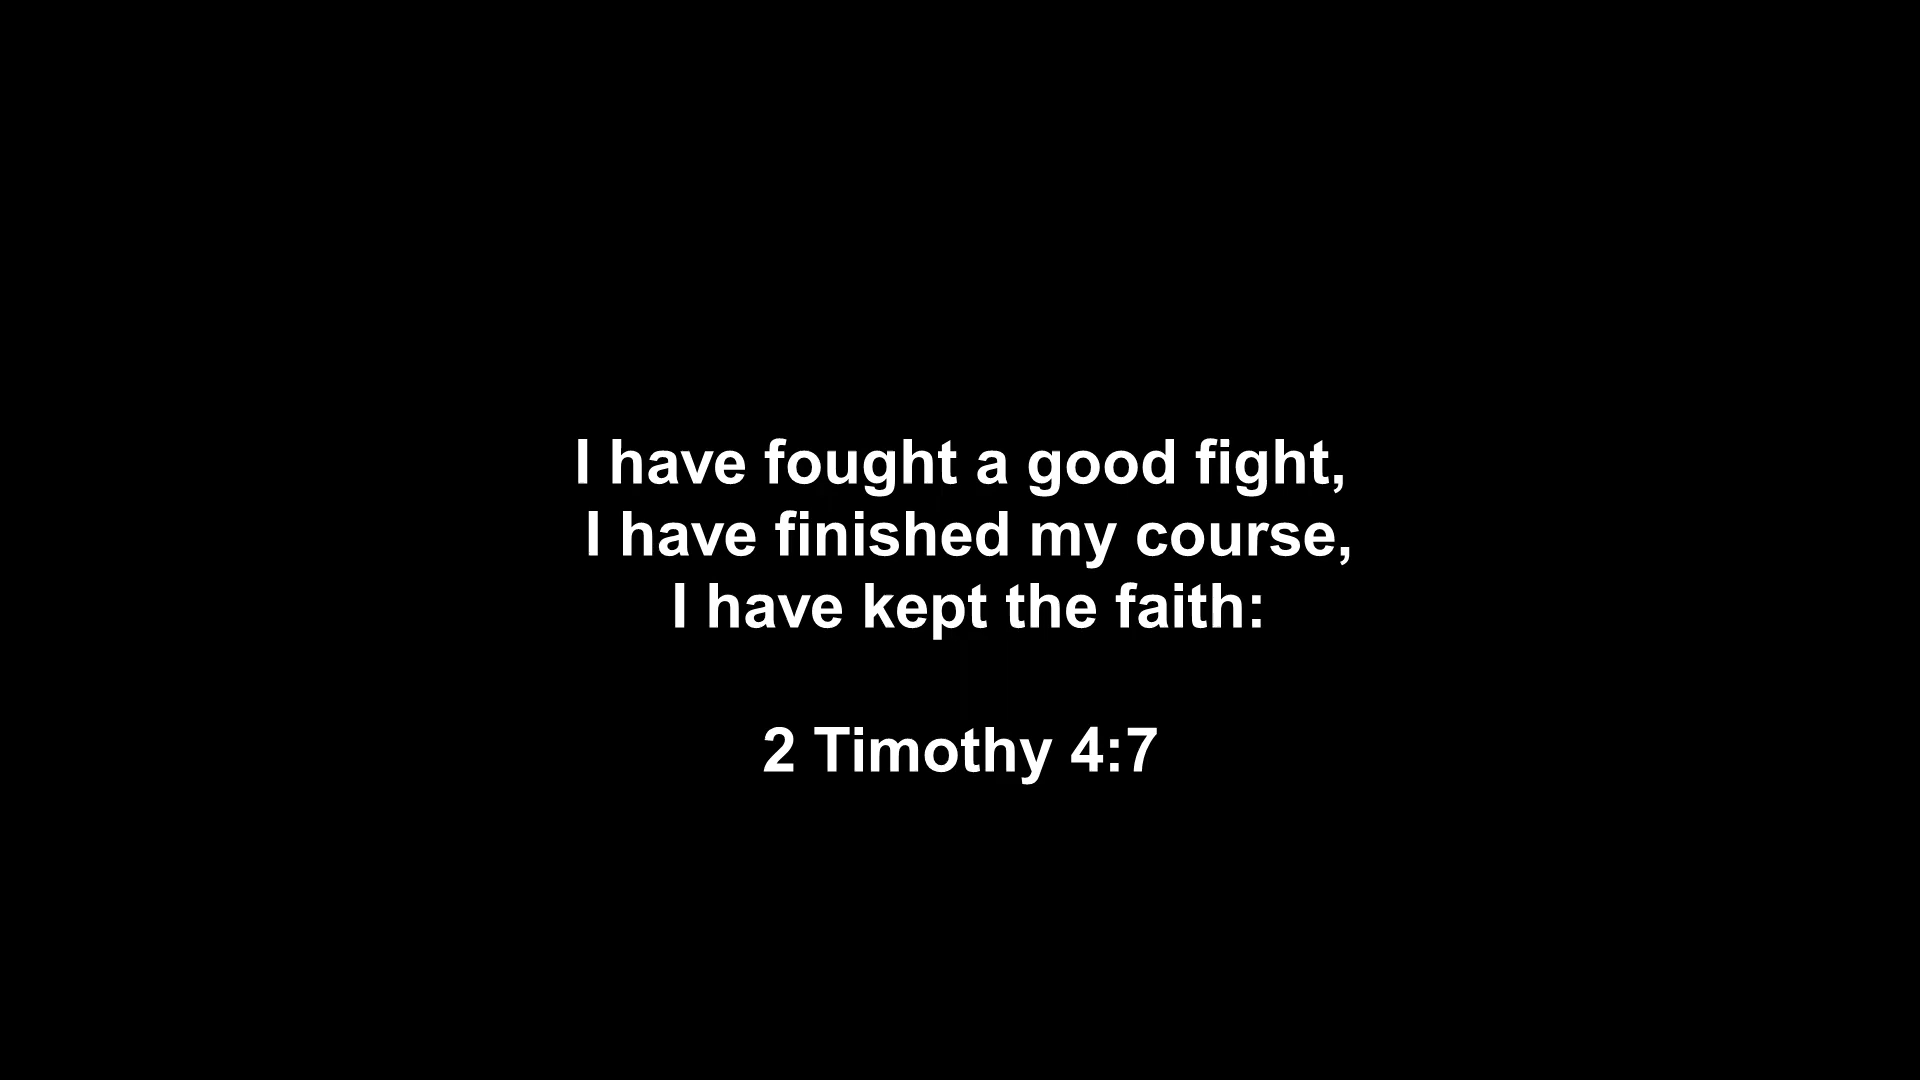 I have fought a good fight,
I have finished my course,
I have kept the faith:
2 Timothy 4:7